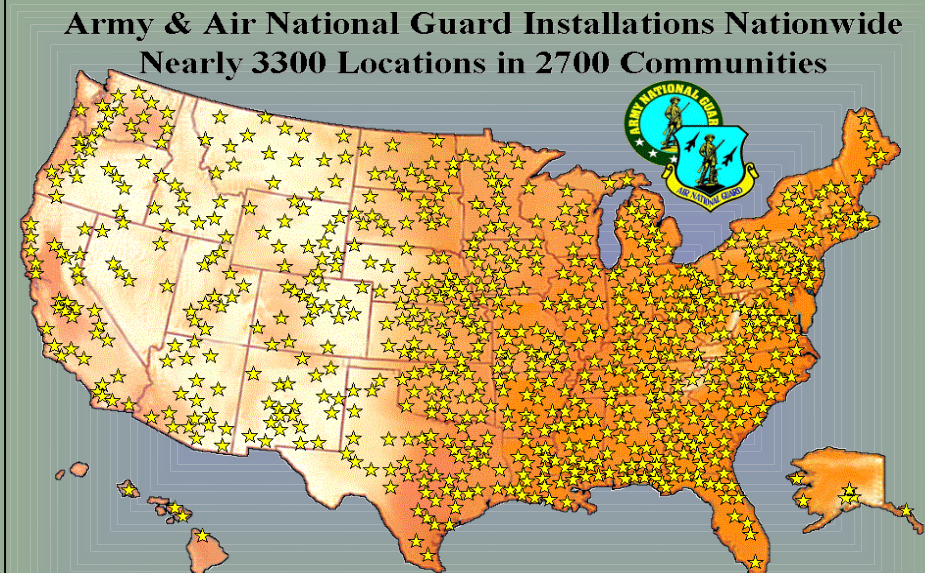 Army & Air National Guard Installations Nationwide
Nearly 3300 Locations in 2700 Communities
ARMY NATIONAL GUARD
AIR NATIONAL GUARD